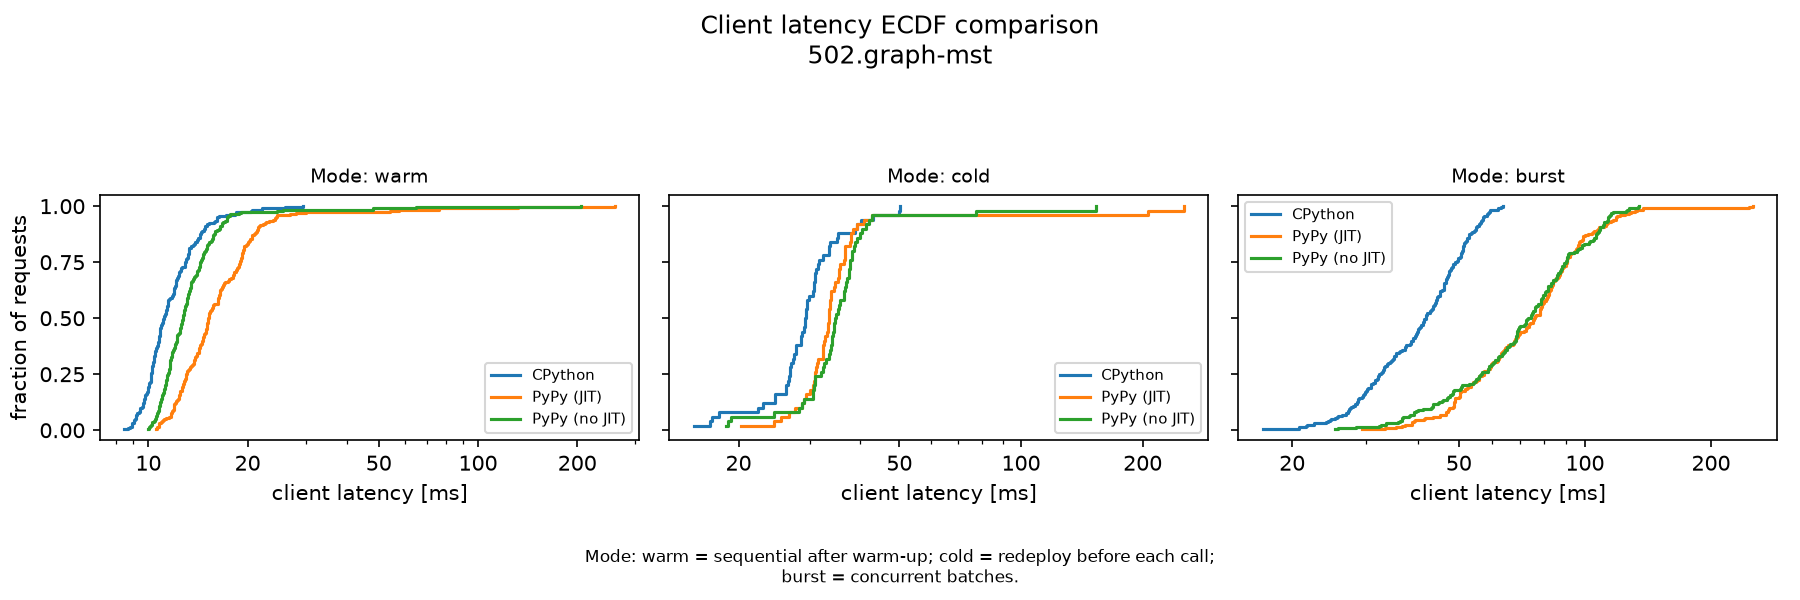 Client latency ECDF comparison
502.graph-mst
Mode: warm
Mode: cold
Mode: burst
fraction of requests
1.00
0.75
0.50
0.25
0.00
CPython
PyPy (JIT)
PyPy (no JIT)
CPython
PyPy (JIT)
PyPy (no JIT)
CPython
PyPy (JIT)
PyPy (no JIT)
10 20 50 100 200
20 50 100 200
20 50 100 200
client latency [ms]
client latency [ms]
client latency [ms]
Mode: warm = sequential after warm-up; cold = redeploy before each call;
burst = concurrent batches.